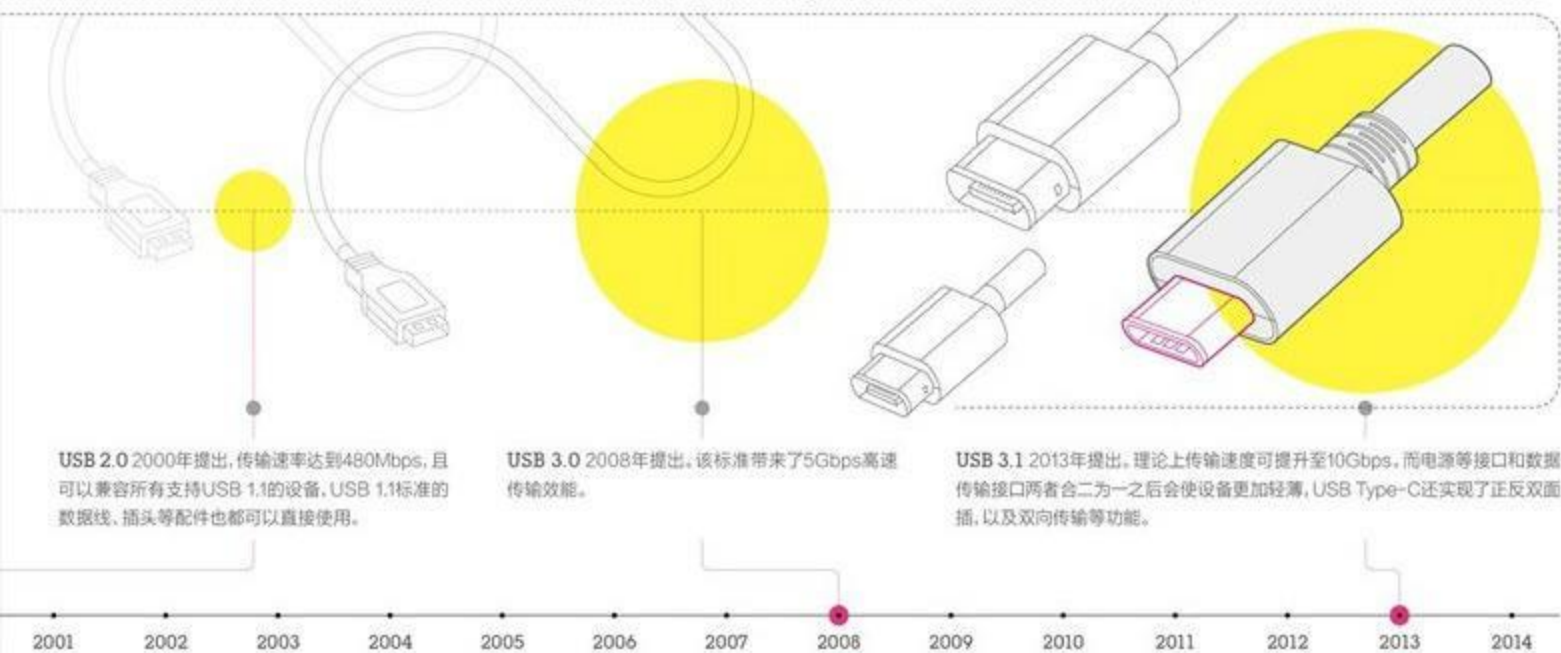 USB 2.0 2000年提出，传输速率达到480Mbps，且
可以兼容所有支持USB 1.1的设备，USB 1.1标准的
数据线、插头等配件也都可以直接使用。
USB 3.0 2008年提出。该标准带来了5Gbps高速
传输效能。
USB 3.1 2013年提出。理论上传输速度可提升至10Gbps。而电源等接口和数据
传输接口两者合二为一之后会使设备更加轻薄，USB Type-C还实现了正反双面
插，以及双向传输等功能。
2001 2002 2003 2004 2005 2006 2007 2008 2009 2010 2011 2012 2013 2014